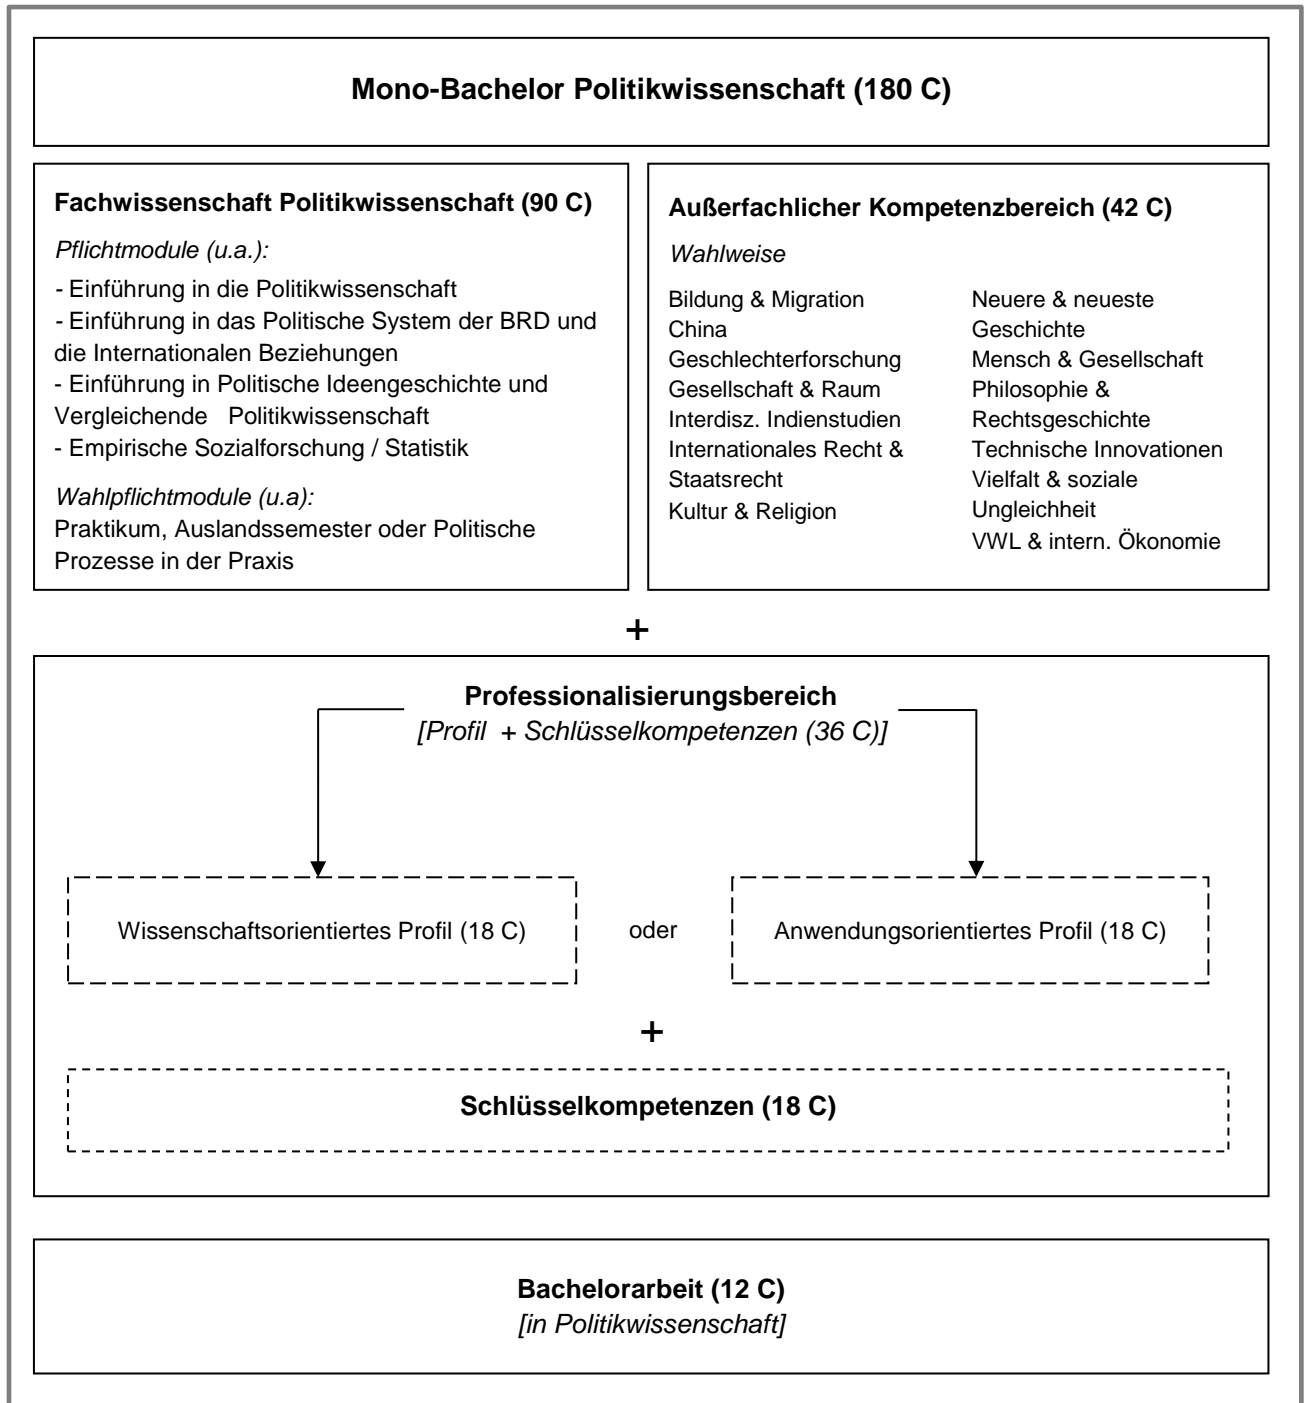 Mono-Bachelor Politikwissenschaft (180 C)
Fachwissenschaft Politikwissenschaft (90 C)
Pflichtmodule (u.a.):
- Einführung in die Politikwissenschaft
- Einführung in das Politische System der BRD und
die Internationalen Beziehungen
- Einführung in Politische Ideengeschichte und
Vergleichende Politikwissenschaft
- Empirische Sozialforschung / Statistik
Wahlpflichtmodule (u.a):
Praktikum, Auslandssemester oder Politische
Prozesse in der Praxis
Außerfachlicher Kompetenzbereich (42 C)
Wahlweise
Bildung & Migration
China
Geschlechterforschung
Gesellschaft & Raum
Interdisz. Indienstudien
Internationales Recht &
Staatsrecht
Kultur & Religion
Neuere & neueste
Geschichte
Mensch & Gesellschaft
Philosophie &
Rechtsgeschichte
Technische Innovationen
Vielfalt & soziale
Ungleichheit
VWL & intern. Ökonomie
+
Professionalisierungsbereich
[Profil + Schlüsselkompetenzen (36 C)]
Wissenschaftsorientiertes Profil (18 C)
oder
Anwendungsorientiertes Profil (18 C)
+
Schlüsselkompetenzen (18 C)
Bachelorarbeit (12 C)
[in Politikwissenschaft]